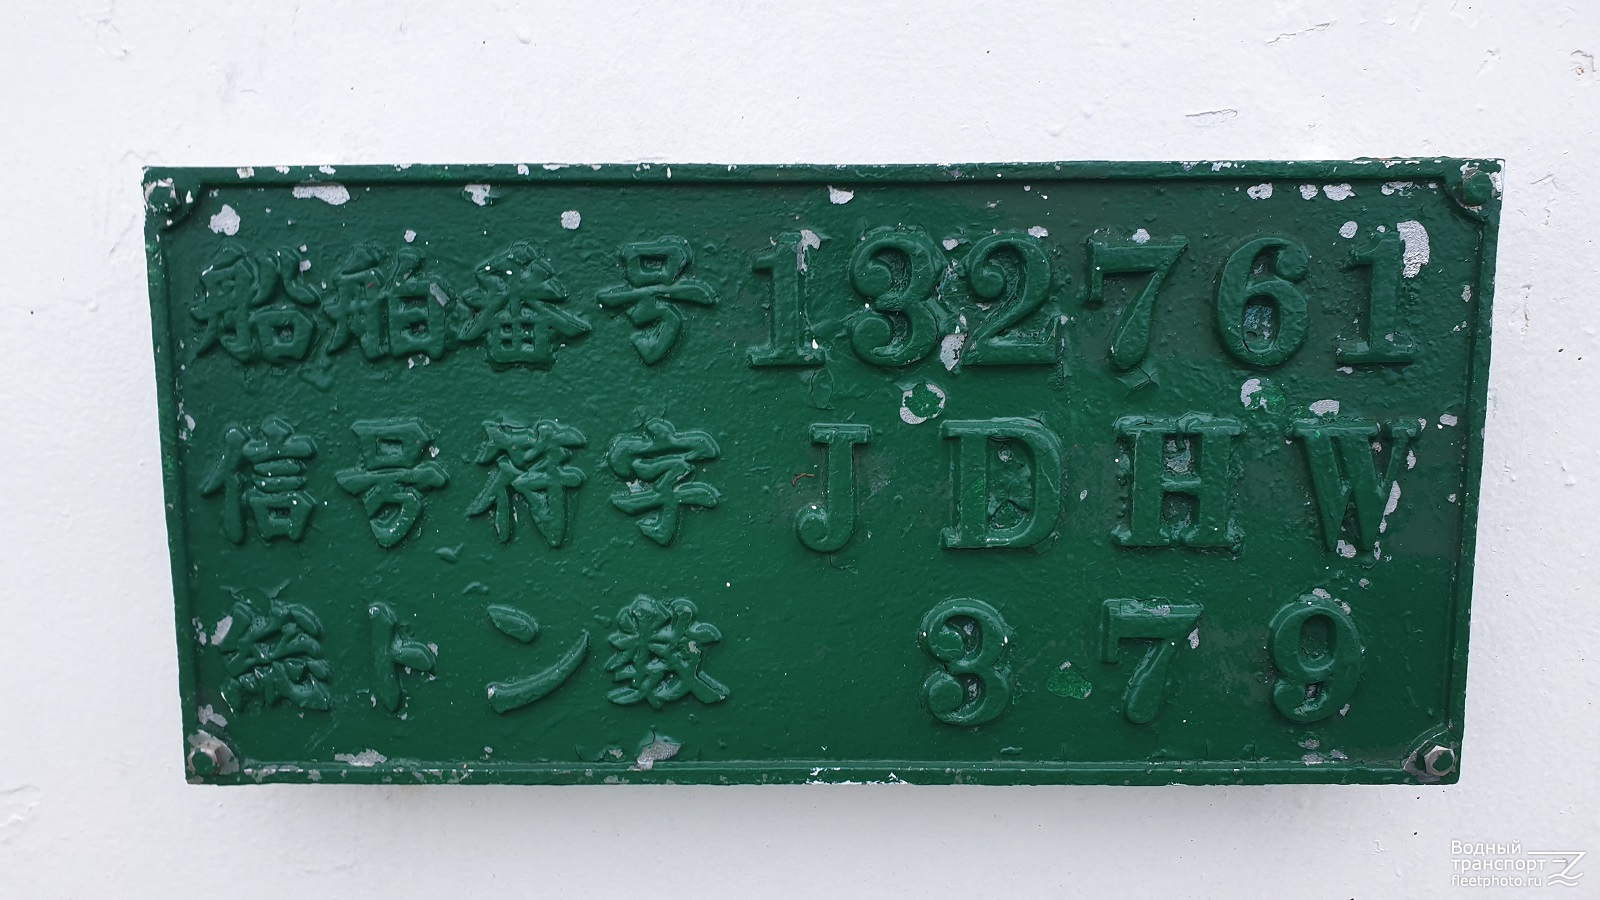 船舶番号 132761
信号符字 JDHW
総トン数 379
Водный
транспорт
fleetphoto.ru